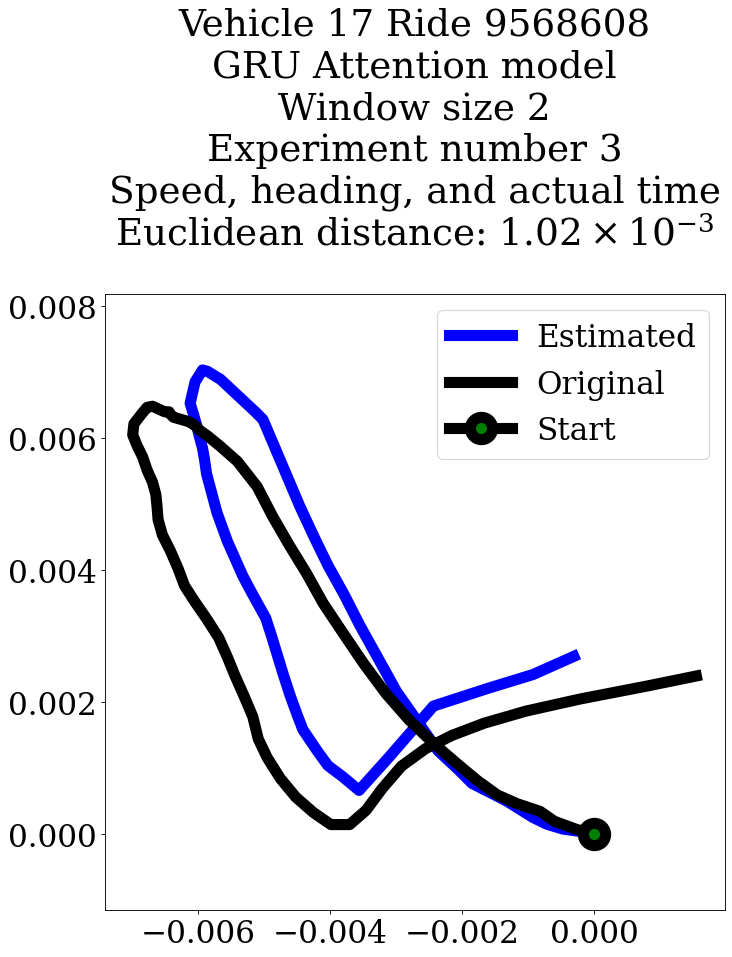 Vehicle 17 Ride 9568608
GRU Attention model
Window size 2
Experiment number 3
Speed, heading, and actual time
Euclidean distance: 1.02 × 10⁻³
0.008
0.006
0.004
0.002
0.000
Estimated
Original
Start
−0.006 −0.004 −0.002 0.000